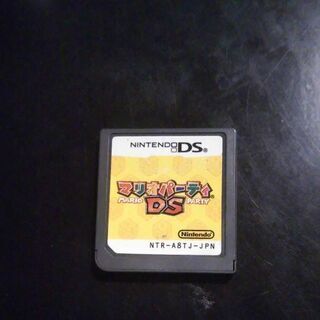 NINTENDO DS
マリオパーティ
MARIO DS PARTY
Nintendo
NTR-A8TJ-JPN